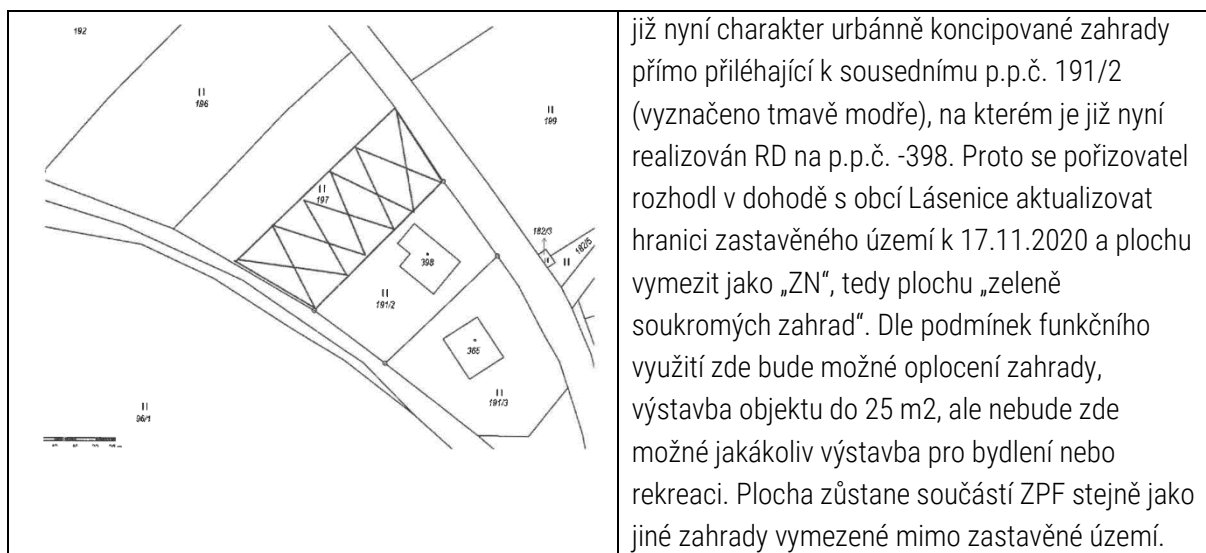 192
II
186
II
189
II
197
182/3
II
II
182/5
398
II
191/2
365
II
191/3
II
96/1
již nyní charakter urbánně koncipované zahrady
přímo přiléhající k sousednímu p.p.č. 191/2
(vyznačeno tmavě modře), na kterém je již nyní
realizován RD na p.p.č. -398. Proto se pořizovatel
rozhodl v dohodě s obcí Lásenice aktualizovat
hranici zastavěného území k 17.11.2020 a plochu
vymezit jako „ZN“, tedy plochu „zeleně
soukromých zahrad“. Dle podmínek funkčního
využití zde bude možné oplocení zahrady,
výstavba objektu do 25 m2, ale nebude zde
možné jakákoliv výstavba pro bydlení nebo
rekreaci. Plocha zůstane součástí ZPF stejně jako
jiné zahrady vymezené mimo zastavěné území.